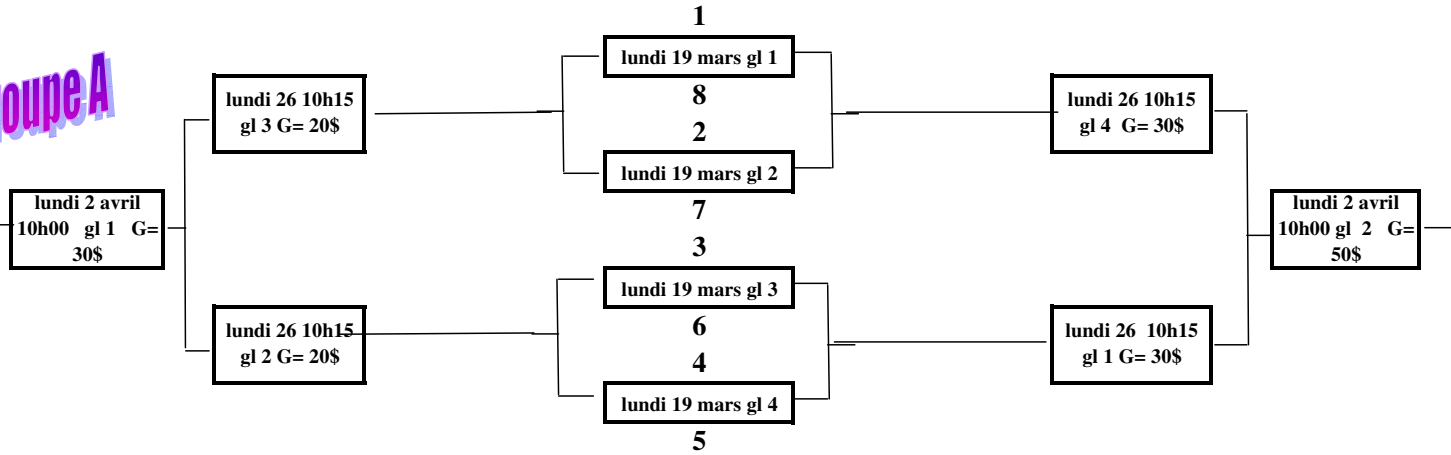 oupe A
1
lundi 19 mars gl 1
8
2
lundi 19 mars gl 2
7
3
lundi 19 mars gl 3
6
4
lundi 19 mars gl 4
5
lundi 26 10h15
gl 3 G= 20$
lundi 26 10h15
gl 2 G= 20$
lundi 2 avril
10h00 gl 1 G=
30$
lundi 26 10h15
gl 4 G= 30$
lundi 26 10h15
gl 1 G= 30$
lundi 2 avril
10h00 gl 2 G=
50$